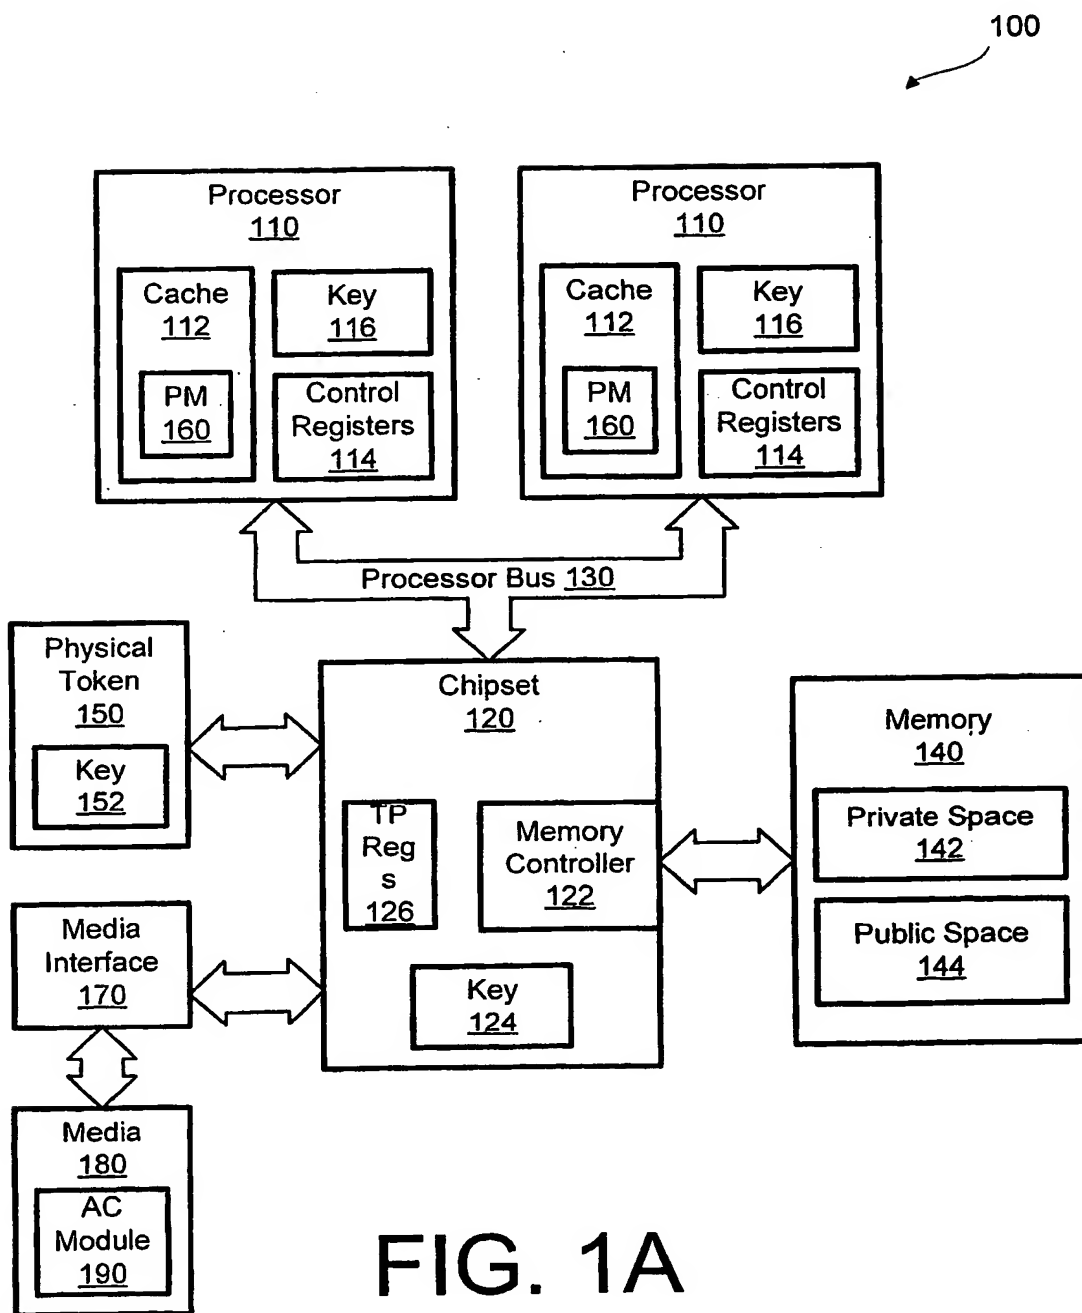 100
Processor
110
Cache
112
PM
160
Key
116
Control
Registers
114
Processor
110
Cache
112
PM
160
Key
116
Control
Registers
114
Processor Bus 130
Physical
Token
150
Key
152
Chipset
120
TP
Reg
s
126
Memory
Controller
122
Key
124
Memory
140
Private Space
142
Public Space
144
Media
Interface
170
Media
180
AC
Module
190
FIG. 1A